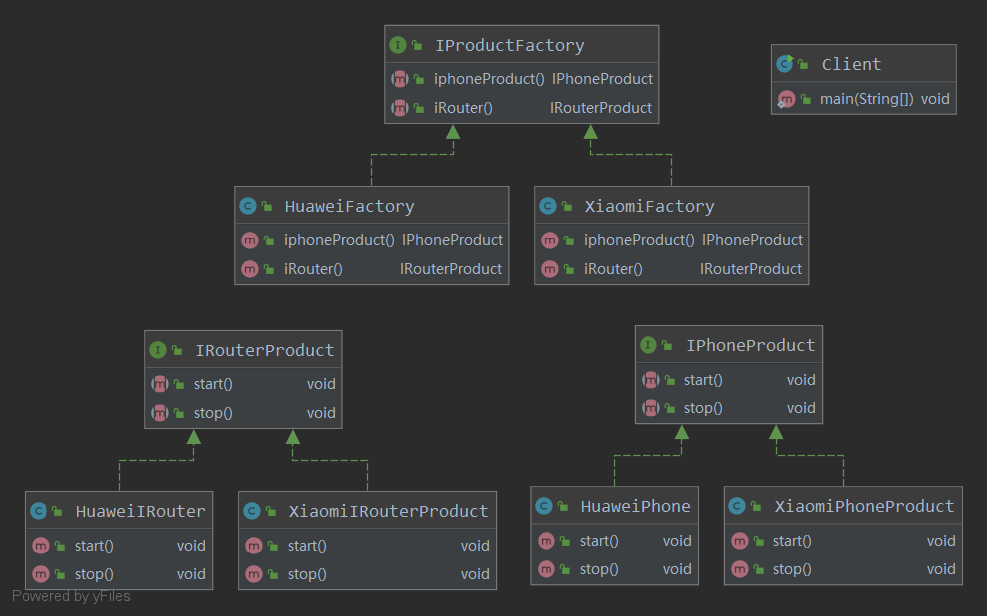 IProductFactory
iphoneProduct() IPhoneProduct
iRouter() IRouterProduct
Client
main(String[]) void
HuaweiFactory
iphoneProduct() IPhoneProduct
iRouter() IRouterProduct
XiaomiFactory
iphoneProduct() IPhoneProduct
iRouter() IRouterProduct
IRouterProduct
start() void
stop() void
IPhoneProduct
start() void
stop() void
HuaweiIRouter
start() void
stop() void
XiaomiIRouterProduct
start() void
stop() void
HuaweiPhone
start() void
stop() void
XiaomiPhoneProduct
start() void
stop() void
Powered by yFiles